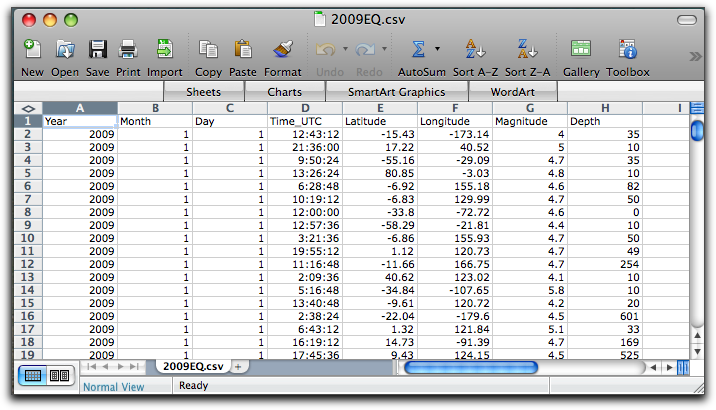 2009EQ.csv
New Open Save Print Import Copy Paste Format Undo Redo AutoSum Sort A-Z Sort Z-A Gallery Toolbox
Sheets Charts SmartArt Graphics WordArt
A B C D E F G H I
1 Year Month Day Time_UTC Latitude Longitude Magnitude Depth
2 2009 1 1 12:43:12 -15.43 -173.14 4 35
3 2009 1 1 21:36:00 17.22 40.52 5 10
4 2009 1 1 9:50:24 -55.16 -29.09 4.7 35
5 2009 1 1 13:26:24 80.85 -3.03 4.8 10
6 2009 1 1 6:28:48 -6.92 155.18 4.6 82
7 2009 1 1 10:19:12 -6.83 129.99 4.7 50
8 2009 1 1 12:00:00 -33.8 -72.72 4.6 0
9 2009 1 1 12:57:36 -58.29 -21.81 4.4 10
10 2009 1 1 3:21:36 -6.86 155.93 4.7 50
11 2009 1 1 19:55:12 1.12 120.73 4.7 49
12 2009 1 1 11:16:48 -11.66 166.75 4.7 254
13 2009 1 1 2:09:36 40.62 123.02 4.1 10
14 2009 1 1 5:16:48 -34.84 -107.65 5.8 10
15 2009 1 1 13:40:48 -9.61 120.72 4.2 20
16 2009 1 1 2:38:24 -22.04 -179.6 4.5 601
17 2009 1 1 6:43:12 1.32 121.84 5.1 33
18 2009 1 1 16:19:12 14.73 -91.39 4.7 169
19 2009 1 1 17:45:36 9.43 124.15 4.5 525
2009EQ.csv
Normal View Ready